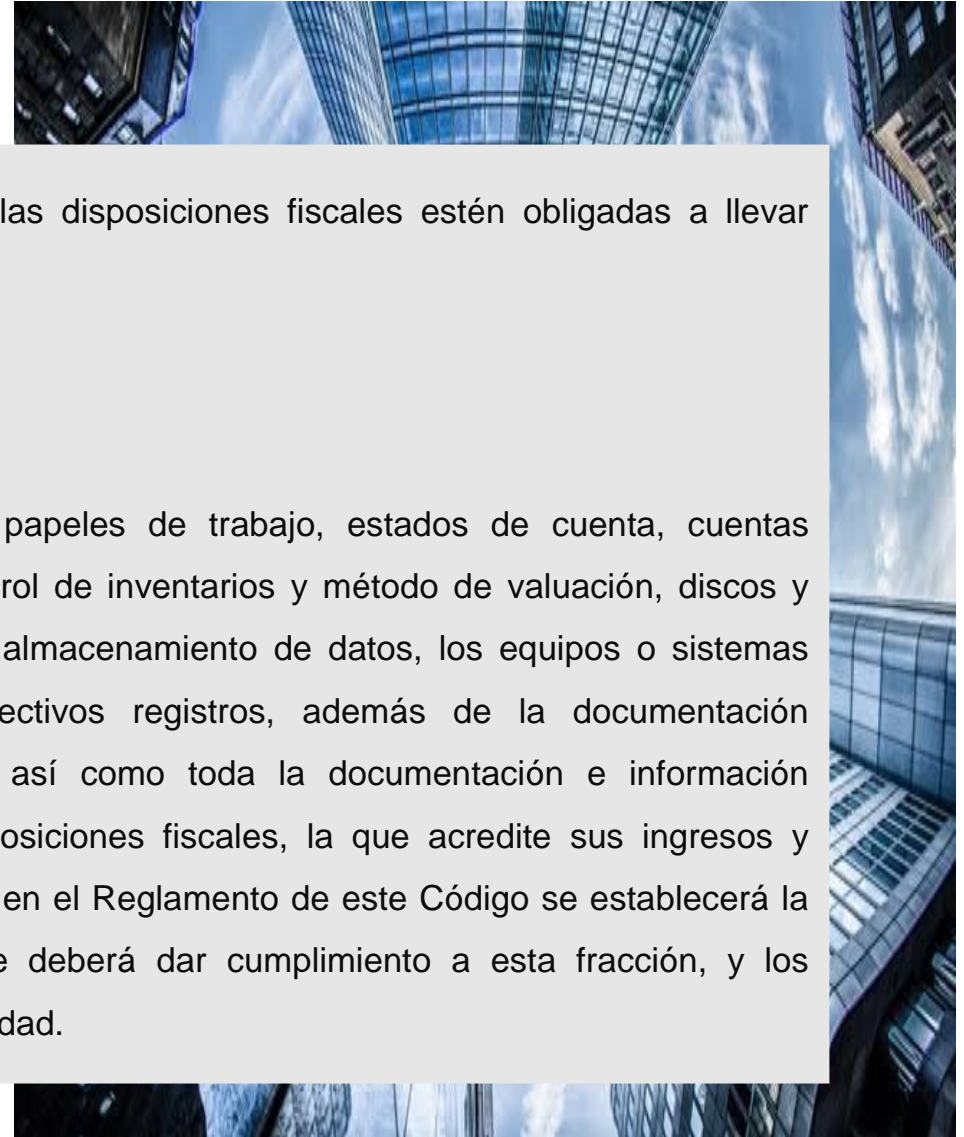 las disposiciones fiscales estén obligadas a llevar
papeles de trabajo, estados de cuenta, cuentas
rol de inventarios y método de valuación, discos y
almacenamiento de datos, los equipos o sistemas
ectivos registros, además de la documentación
así como toda la documentación e información
osiciones fiscales, la que acredite sus ingresos y
en el Reglamento de este Código se establecerá la
e deberá dar cumplimiento a esta fracción, y los
dad.